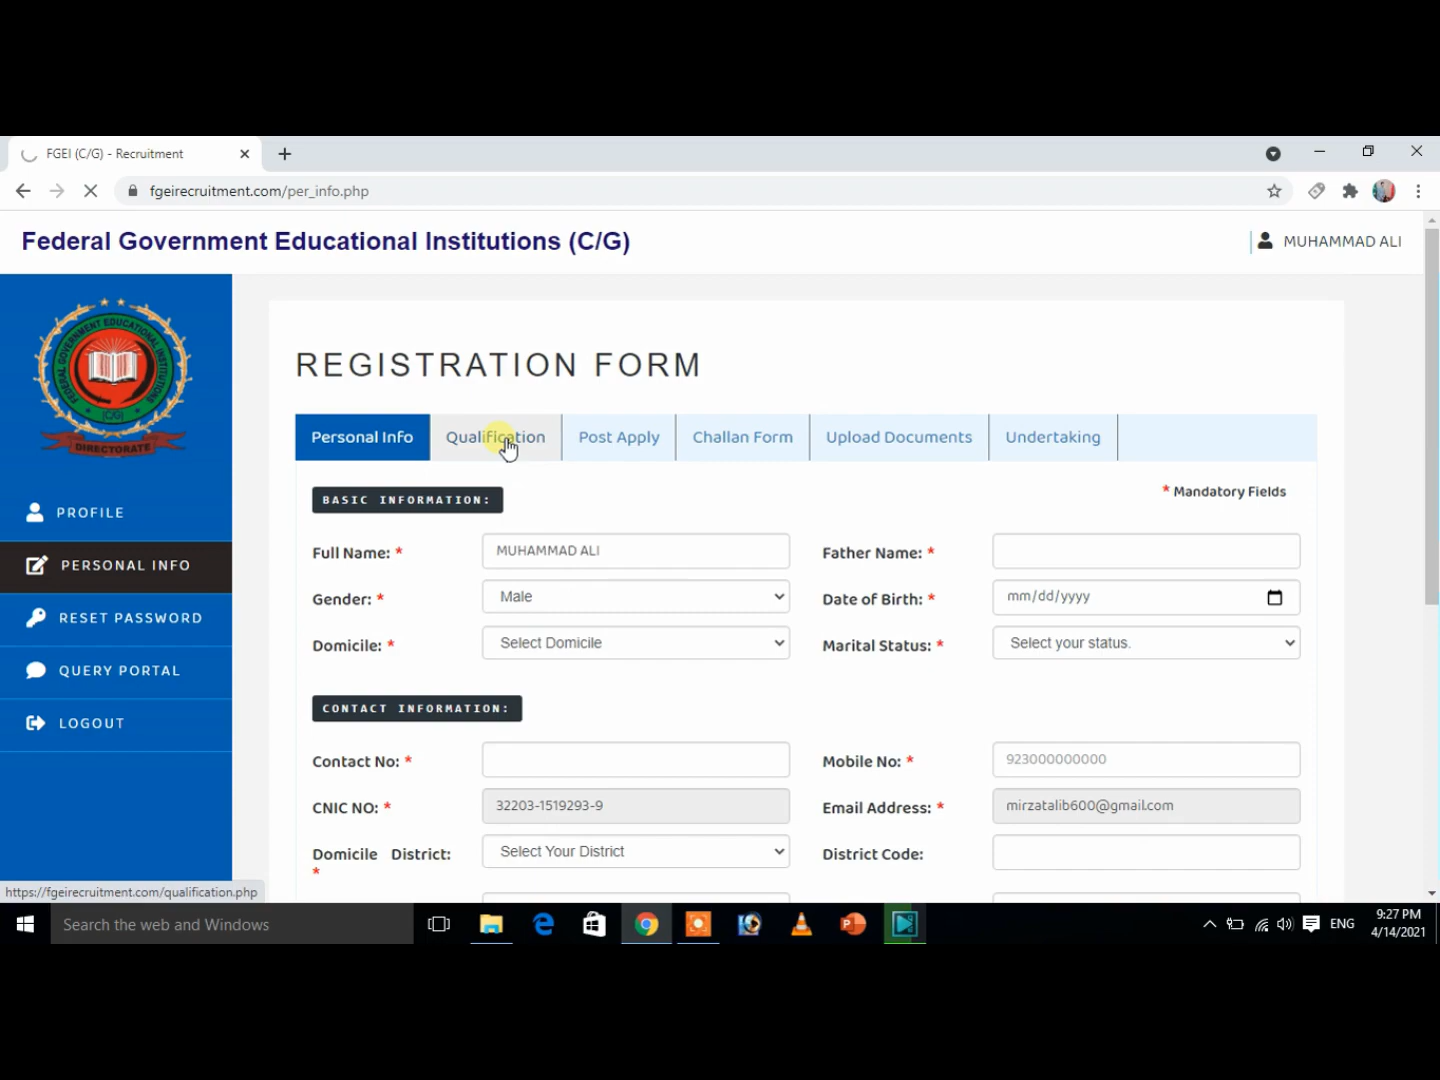 FGEI (C/G) - Recruitment
fgeirecruitment.com/per_info.php
Federal Government Educational Institutions (C/G)
MUHAMMAD ALI
FEDERAL GOVERNMENT EDUCATIONAL INSTITUTIONS
(C/G)
DIRECTORATE
PROFILE
PERSONAL INFO
RESET PASSWORD
QUERY PORTAL
LOGOUT
REGISTRATION FORM
Personal Info Qualification Post Apply Challan Form Upload Documents Undertaking
BASIC INFORMATION: * Mandatory Fields
Full Name: * MUHAMMAD ALI Father Name: *
Gender: * Male Date of Birth: * mm/dd/yyyy
Domicile: * Select Domicile Marital Status: * Select your status.
CONTACT INFORMATION:
Contact No: * Mobile No: * 923000000000
CNIC NO: * 32203-1519293-9 Email Address: * mirzatalib600@gmail.com
Domicile District: * Select Your District District Code:
https://fgeirecruitment.com/qualification.php
Search the web and Windows
ENG
9:27 PM
4/14/2021